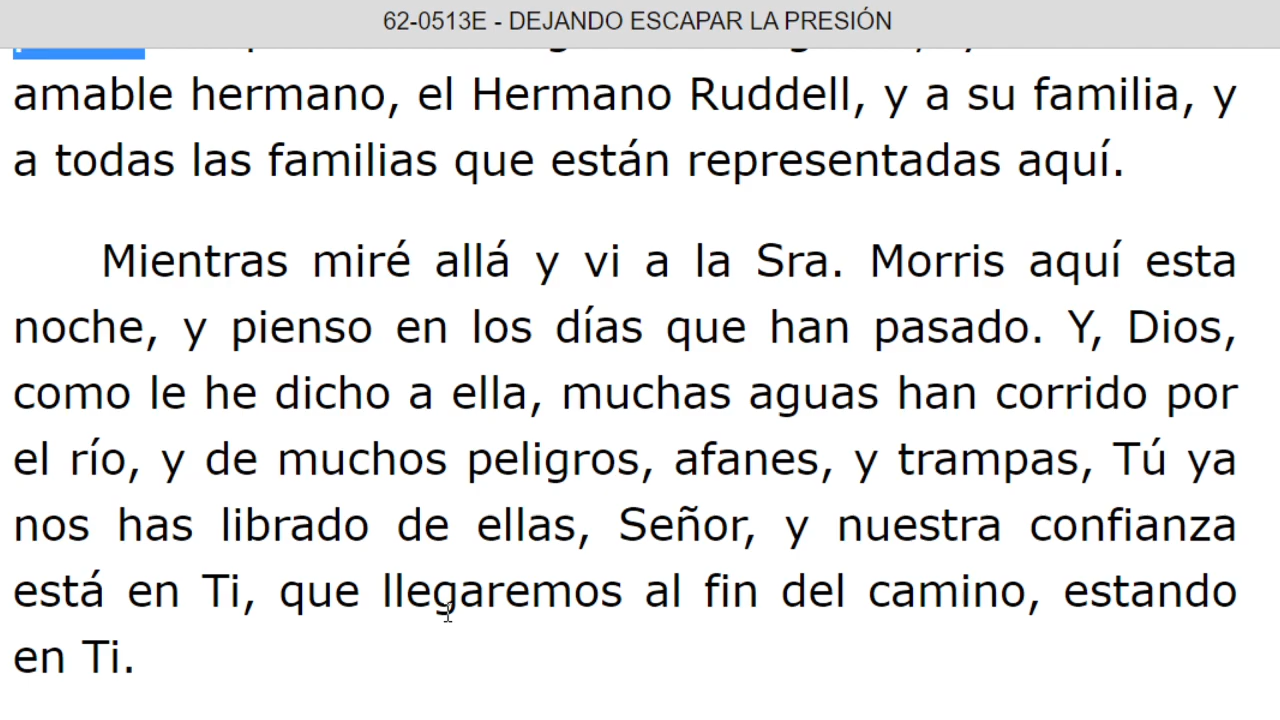 62-0513E - DEJANDO ESCAPAR LA PRESIÓN
amable hermano, el Hermano Ruddell, y a su familia, y
a todas las familias que están representadas aquí.
Mientras miré allá y vi a la Sra. Morris aquí esta
noche, y pienso en los días que han pasado. Y, Dios,
como le he dicho a ella, muchas aguas han corrido por
el río, y de muchos peligros, afanes, y trampas, Tú ya
nos has librado de ellas, Señor, y nuestra confianza
está en Ti, que llegaremos al fin del camino, estando
en Ti.